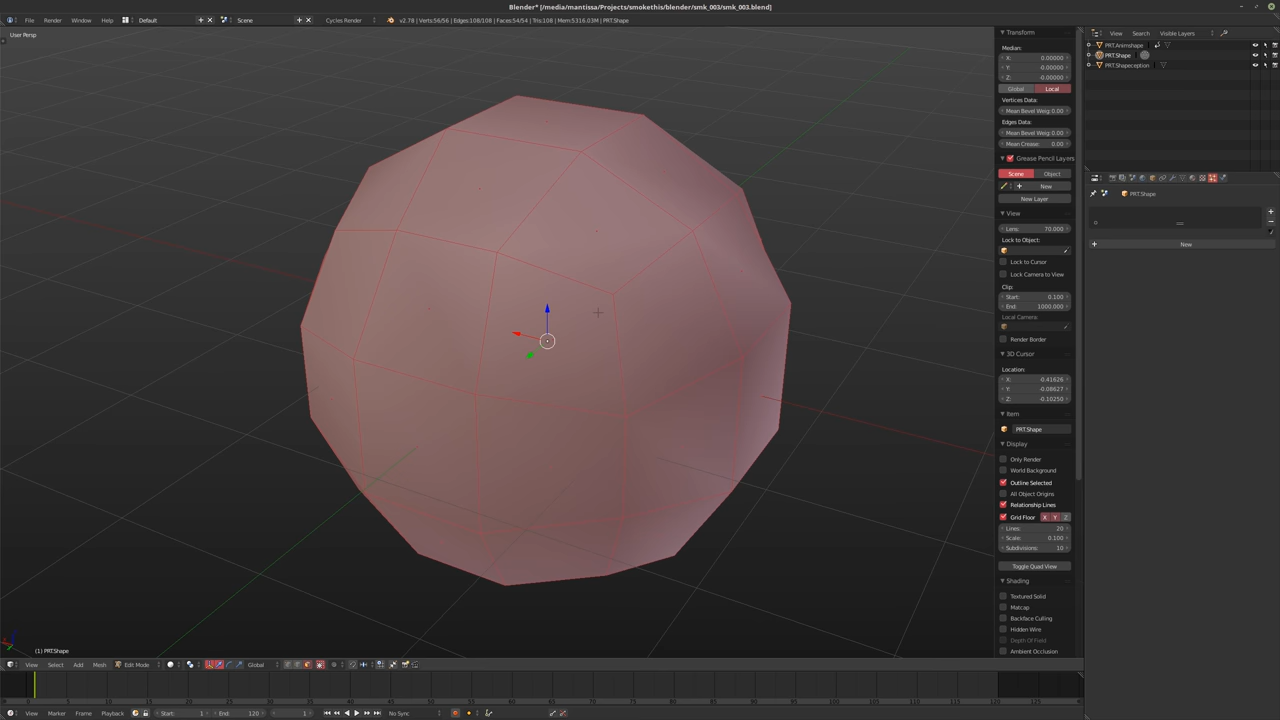 Blender* [/media/mantissa/Projects/smokethis/blender/smk_003/smk_003.blend]
File Render Window Help Default Scene Cycles Render v2.78 | Verts:56/56 | Edges:108/108 | Faces:54/54 | Tris:108 | Mem:5316.03M | PRT.Shape
User Persp
Transform
Median:
X: 0.00000
Y: -0.00000
Z: -0.00000
Global Local
Vertices Data:
Mean Bevel Weig: 0.00
Edges Data:
Mean Bevel Weig: 0.00
Mean Crease: 0.00
Grease Pencil Layers
Scene Object
New
New Layer
View
Lens: 70.000
Lock to Object:
Lock to Cursor
Lock Camera to View
Clip:
Start: 0.100
End: 1000.000
Local Camera:
Render Border
3D Cursor
Location:
X: -0.41626
Y: -0.08627
Z: -0.10250
Item
PRT.Shape
Display
Only Render
World Background
Outline Selected
All Object Origins
Relationship Lines
Grid Floor X Y Z
Lines: 20
Scale: 0.100
Subdivisions: 10
Toggle Quad View
Shading
Textured Solid
Matcap
Backface Culling
Hidden Wire
Depth Of Field
Ambient Occlusion
View Search Visible Layers
PRT.Animshape
PRT.Shape
PRT.Shapeception
PRT.Shape
New
(1) PRT.Shape
View Select Add Mesh Edit Mode Global
View Marker Frame Playback Start: 1 End: 120 1 No Sync